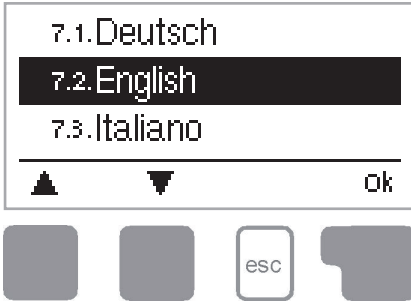 7.1.Deutsch
7.2.English
7.3.Italiano
▲ ▼ ok
esc